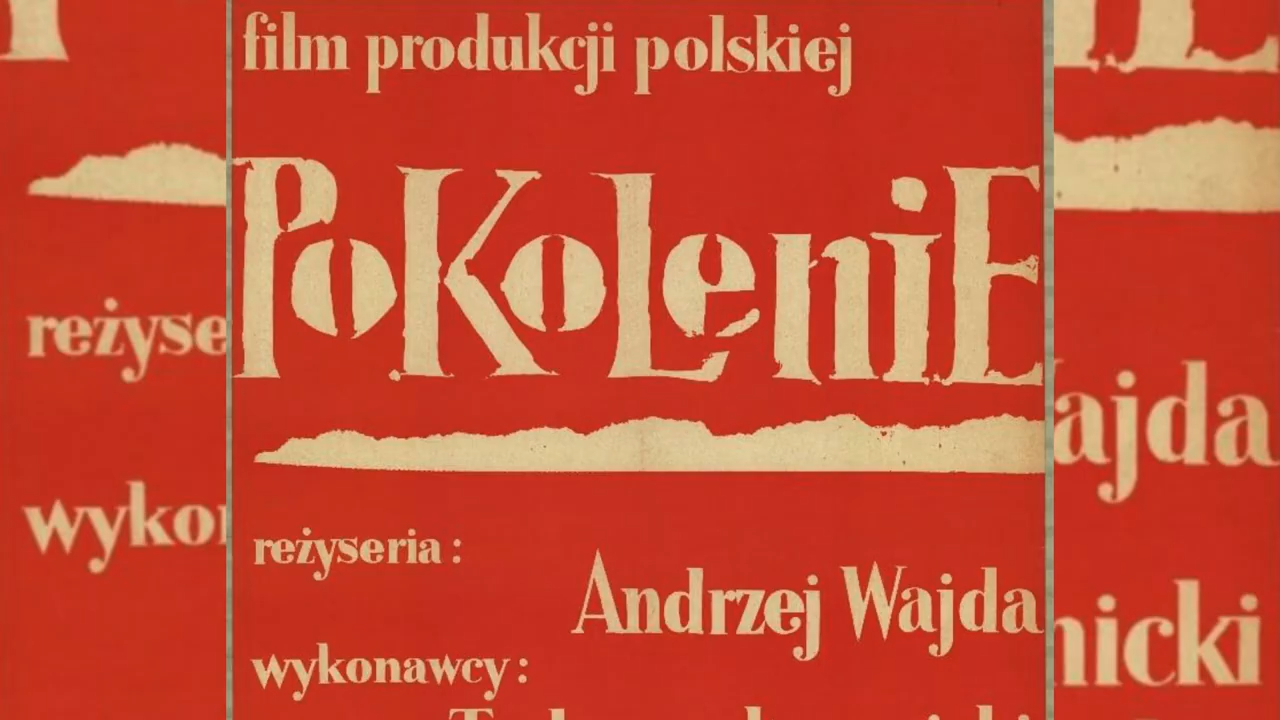 film produkcji polskiej
PoKoLeniE
reżyseria :
Andrzej Wajda
wykonawcy :